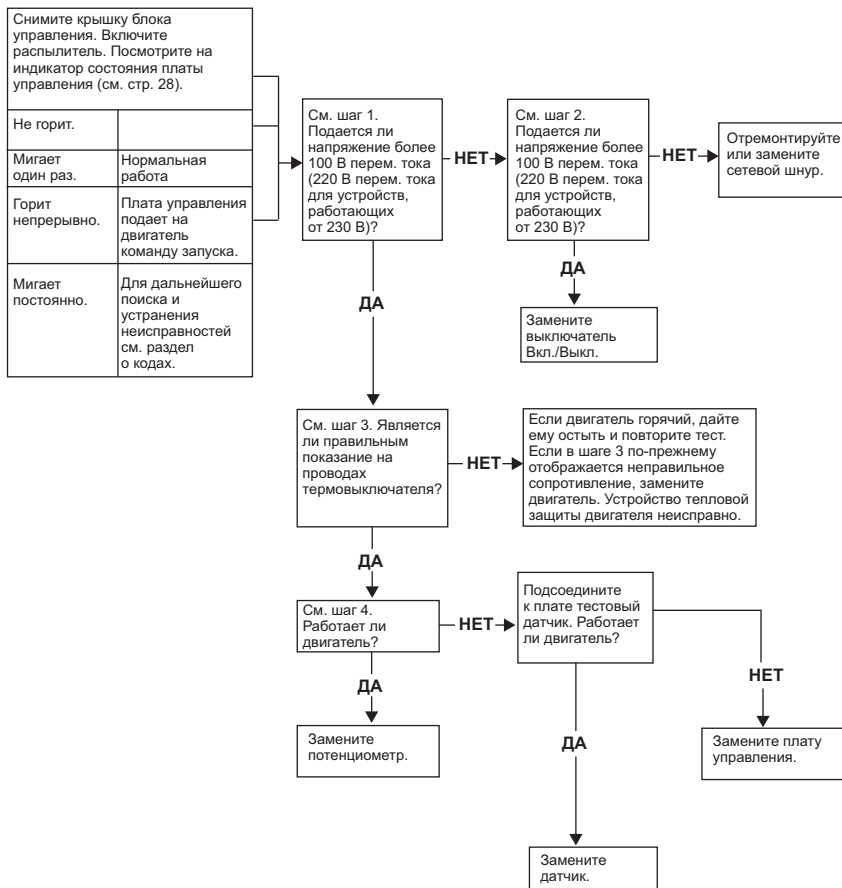 Снимите крышку блока
управления. Включите
распылитель. Посмотрите на
индикатор состояния платы
управления (см. стр. 28).
Не горит.
Мигает
один раз.
Нормальная
работа
Горит
непрерывно.
Плата управления
подает на
двигатель
команду запуска.
Мигает
постоянно.
Для дальнейшего
поиска и
устранения
неисправностей
см. раздел
о кодах.
См. шаг 1.
Подается ли
напряжение более
100 В перем. тока
(220 В перем. тока
для устройств,
работающих
от 230 В)?
НЕТ
См. шаг 2.
Подается ли
напряжение более
100 В перем. тока
(220 В перем. тока
для устройств,
работающих
от 230 В)?
НЕТ
Отремонтируйте
или замените
сетевой шнур.
ДА
ДА
Замените
выключатель
Вкл./Выкл.
См. шаг 3. Является
ли правильным
показание на
проводах
термовыключателя?
НЕТ
Если двигатель горячий, дайте
ему остыть и повторите тест.
Если в шаге 3 по-прежнему
отображается неправильное
сопротивление, замените
двигатель. Устройство тепловой
защиты двигателя неисправно.
ДА
См. шаг 4.
Работает ли
двигатель?
НЕТ
Подсоедините
к плате тестовый
датчик. Работает
ли двигатель?
НЕТ
ДА
ДА
Замените
потенциометр.
Замените плату
управления.
Замените
датчик.